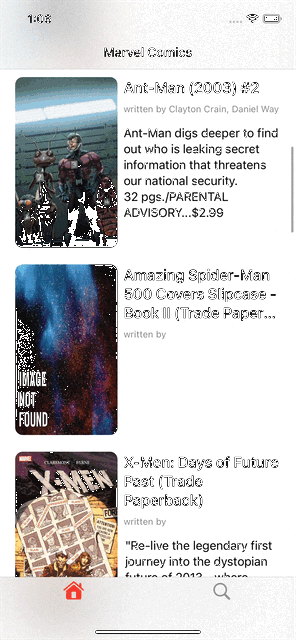 1:06
Marvel Comics
Ant-Man (2003) #2
written by Clayton Crain, Daniel Way
Ant-Man digs deeper to find
out who is leaking secret
information that threatens
our national security.
32 pgs./PARENTAL
ADVISORY...$2.99
Amazing Spider-Man
500 Covers Slipcase -
Book II (Trade Paper...
written by
IMAGE
NOT
FOUND
X-Men: Days of Future
Past (Trade
Paperback)
written by
CLAREMONT BYRNE
X-MEN
"Re-live the legendary first
journey into the dystopian
future of 2013 - where